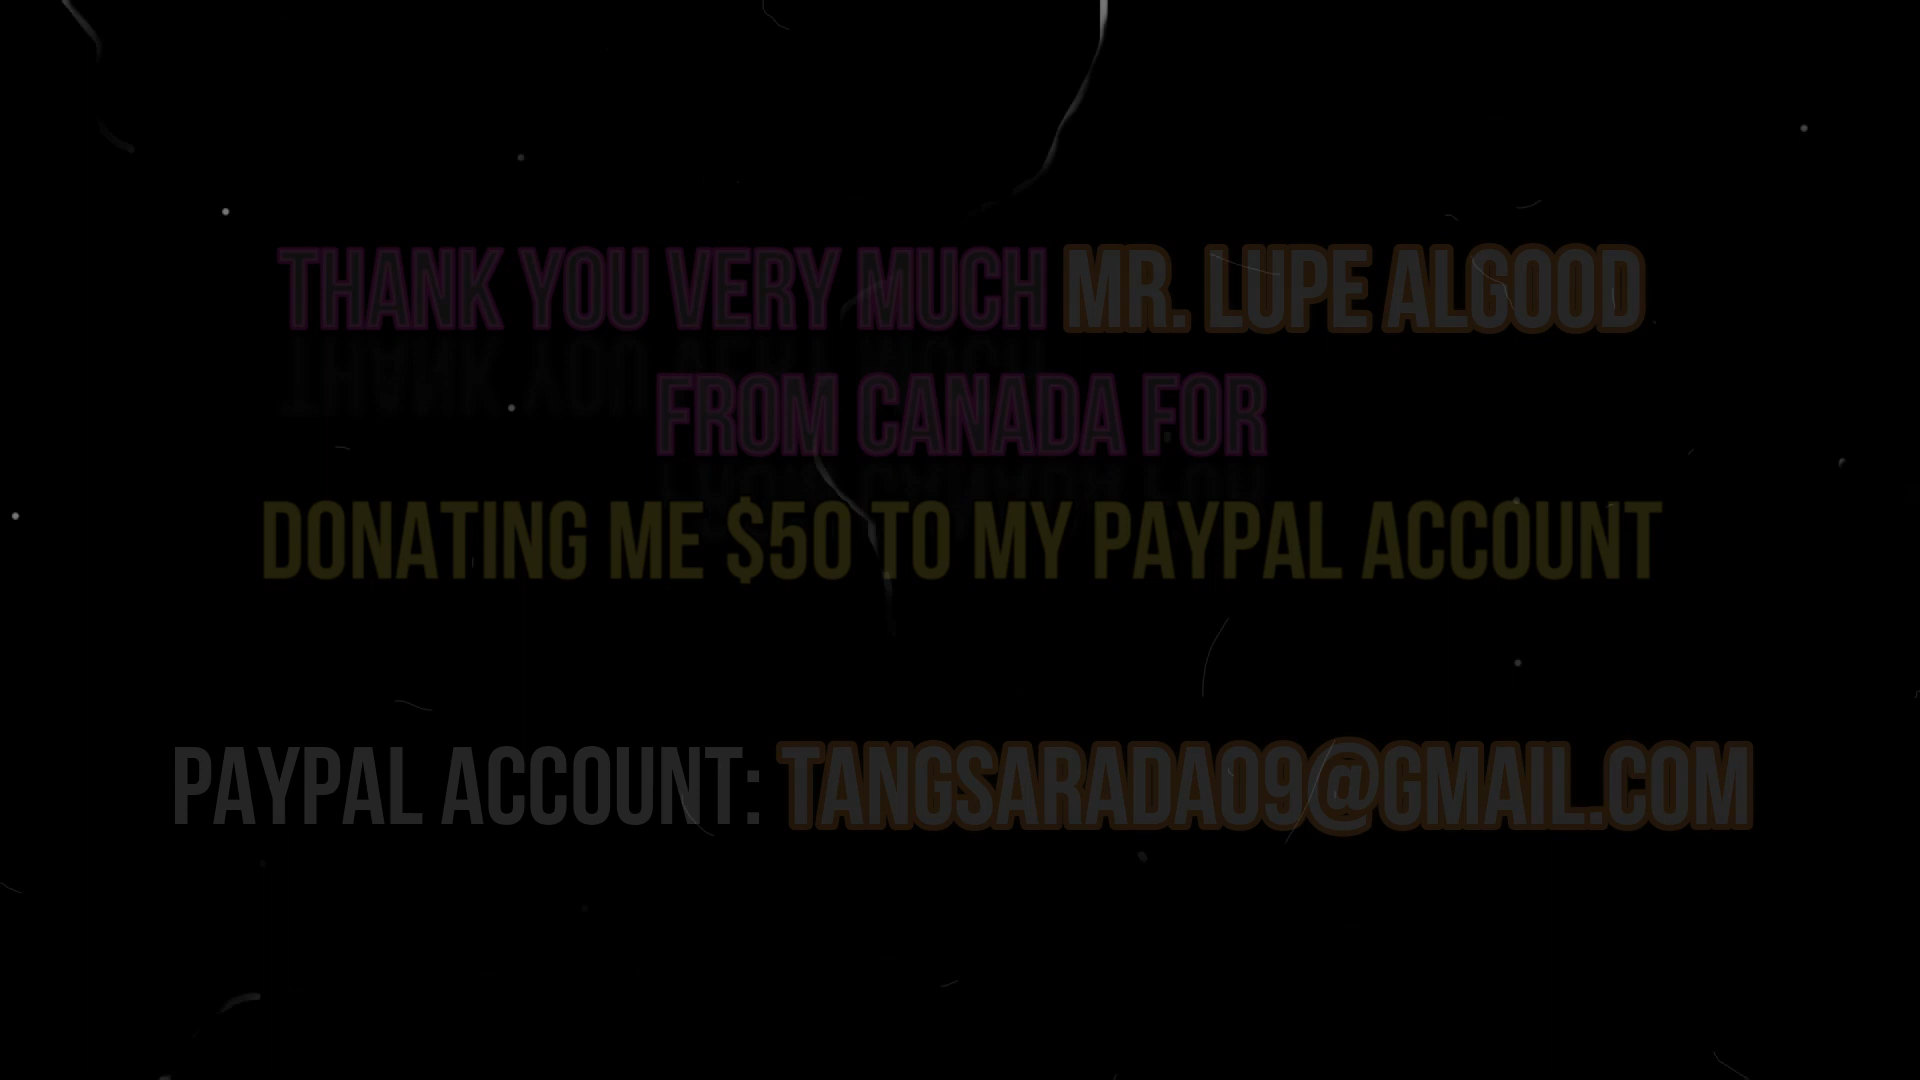 THANK YOU VERY MUCH MR. LUPE ALGOOD
FROM CANADA FOR
DONATING ME $50 TO MY PAYPAL ACCOUNT
PAYPAL ACCOUNT: TANGSARADA09@GMAIL.COM